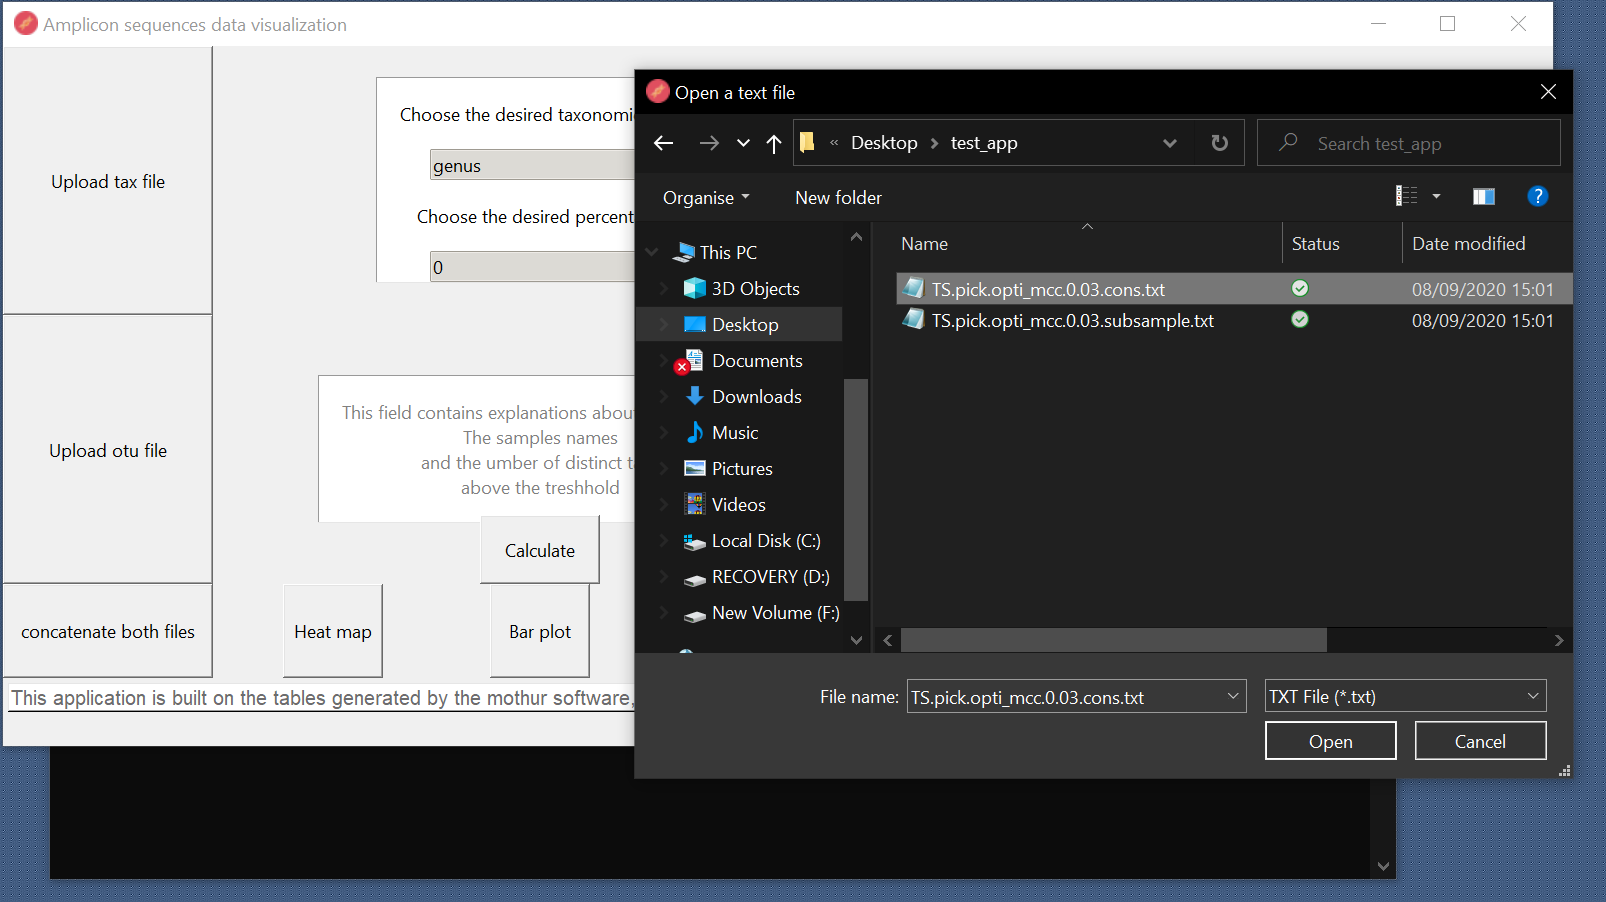 Amplicon sequences data visualization
Upload tax file
Upload otu file
concatenate both files
Choose the desired taxonomi
genus
Choose the desired percent
0
This field contains explanations abou
The samples names
and the umber of distinct t
above the treshhold
Calculate
Heat map
Bar plot
This application is built on the tables generated by the mothur software,
Open a text file
« Desktop > test_app
Search test_app
Organise
New folder
?
This PC
3D Objects
Desktop
Documents
Downloads
Music
Pictures
Videos
Local Disk (C:)
RECOVERY (D:)
New Volume (F:)
Name Status Date modified
TS.pick.opti_mcc.0.03.cons.txt 08/09/2020 15:01
TS.pick.opti_mcc.0.03.subsample.txt 08/09/2020 15:01
File name: TS.pick.opti_mcc.0.03.cons.txt TXT File (*.txt)
Open Cancel